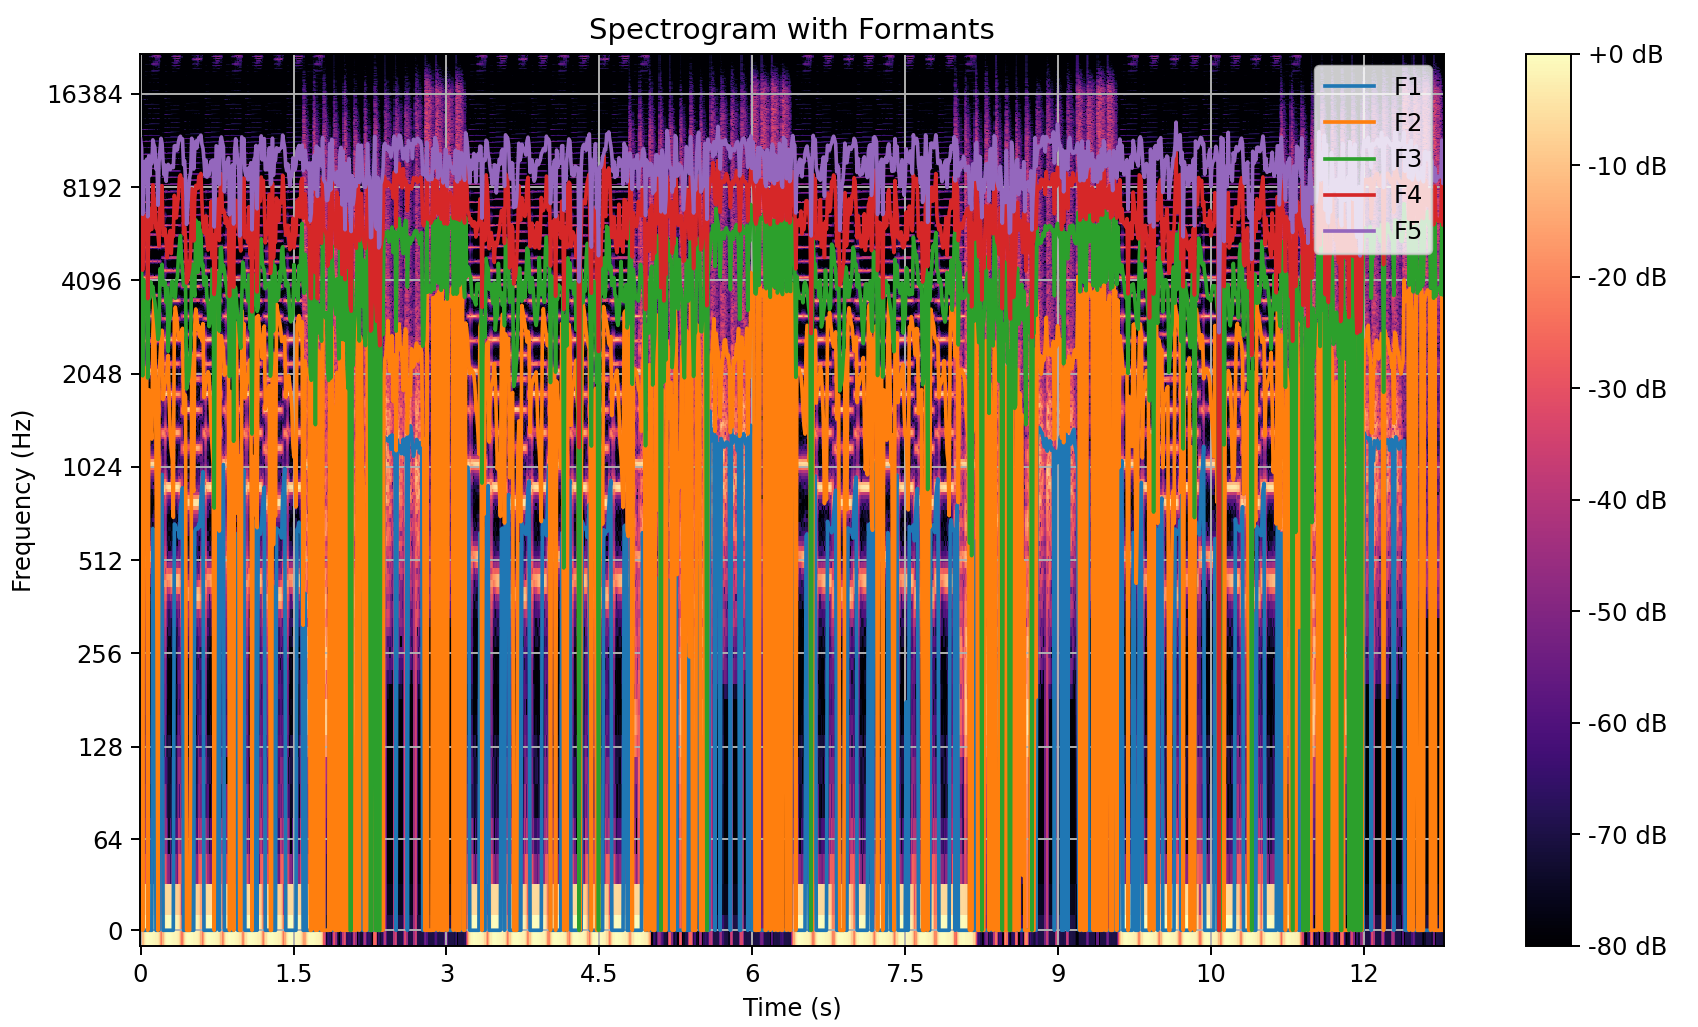 Spectrogram with Formants
+0 dB
16384
F1
F2
-10 dB
F3
8192
F4
F5
-20 dB
4096
2048
-30 dB
Frequency (Hz)
1024
-40 dB
512
-50 dB
256
-60 dB
128
-70 dB
64
0
-80 dB
0 1.5 3 4.5 6 7.5 9 10 12
Time (s)